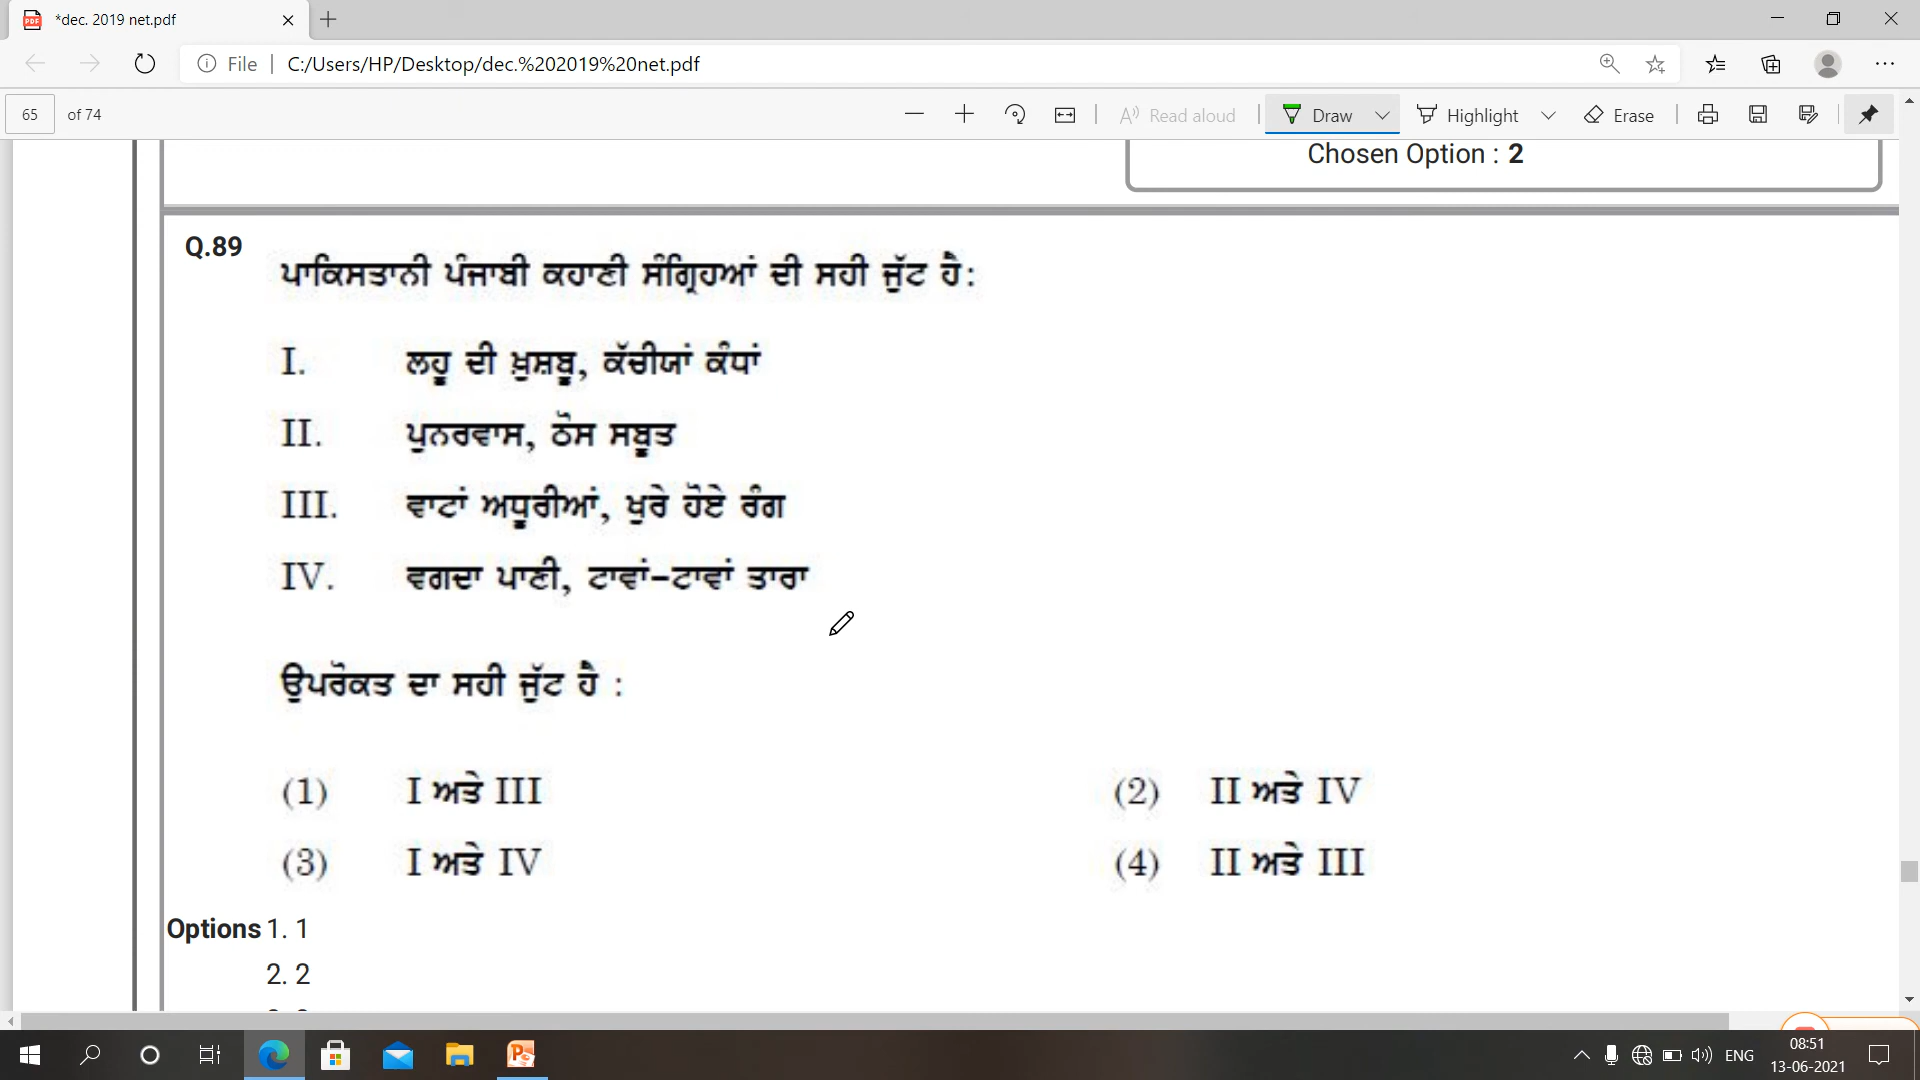 *dec. 2019 net.pdf
File
C:/Users/HP/Desktop/dec.%202019%20net.pdf
65 of 74
Read aloud
Draw
Highlight
Erase
Chosen Option : 2
Q.89
ਪਾਕਿਸਤਾਨੀ ਪੰਜਾਬੀ ਕਹਾਣੀ ਸੰਗ੍ਰਿਹਆਂ ਦੀ ਸਹੀ ਜੁੱਟ ਹੈ:
I. ਲਹੂ ਦੀ ਖ਼ੁਸ਼ਬੂ, ਕੱਚੀਯਾਂ ਕੰਧਾਂ
II. ਪੁਨਰਵਾਸ, ਠੋਸ ਸਬੂਤ
III. ਵਾਟਾਂ ਅਧੂਰੀਆਂ, ਖੁਰੇ ਹੋਏ ਰੰਗ
IV. ਵਗਦਾ ਪਾਣੀ, ਟਾਵਾਂ-ਟਾਵਾਂ ਤਾਰਾ
ਉਪਰੋਕਤ ਦਾ ਸਹੀ ਜੁੱਟ ਹੈ :
(1) I ਅਤੇ III (2) II ਅਤੇ IV
(3) I ਅਤੇ IV (4) II ਅਤੇ III
Options 1. 1
2. 2
ENG
08:51
13-06-2021